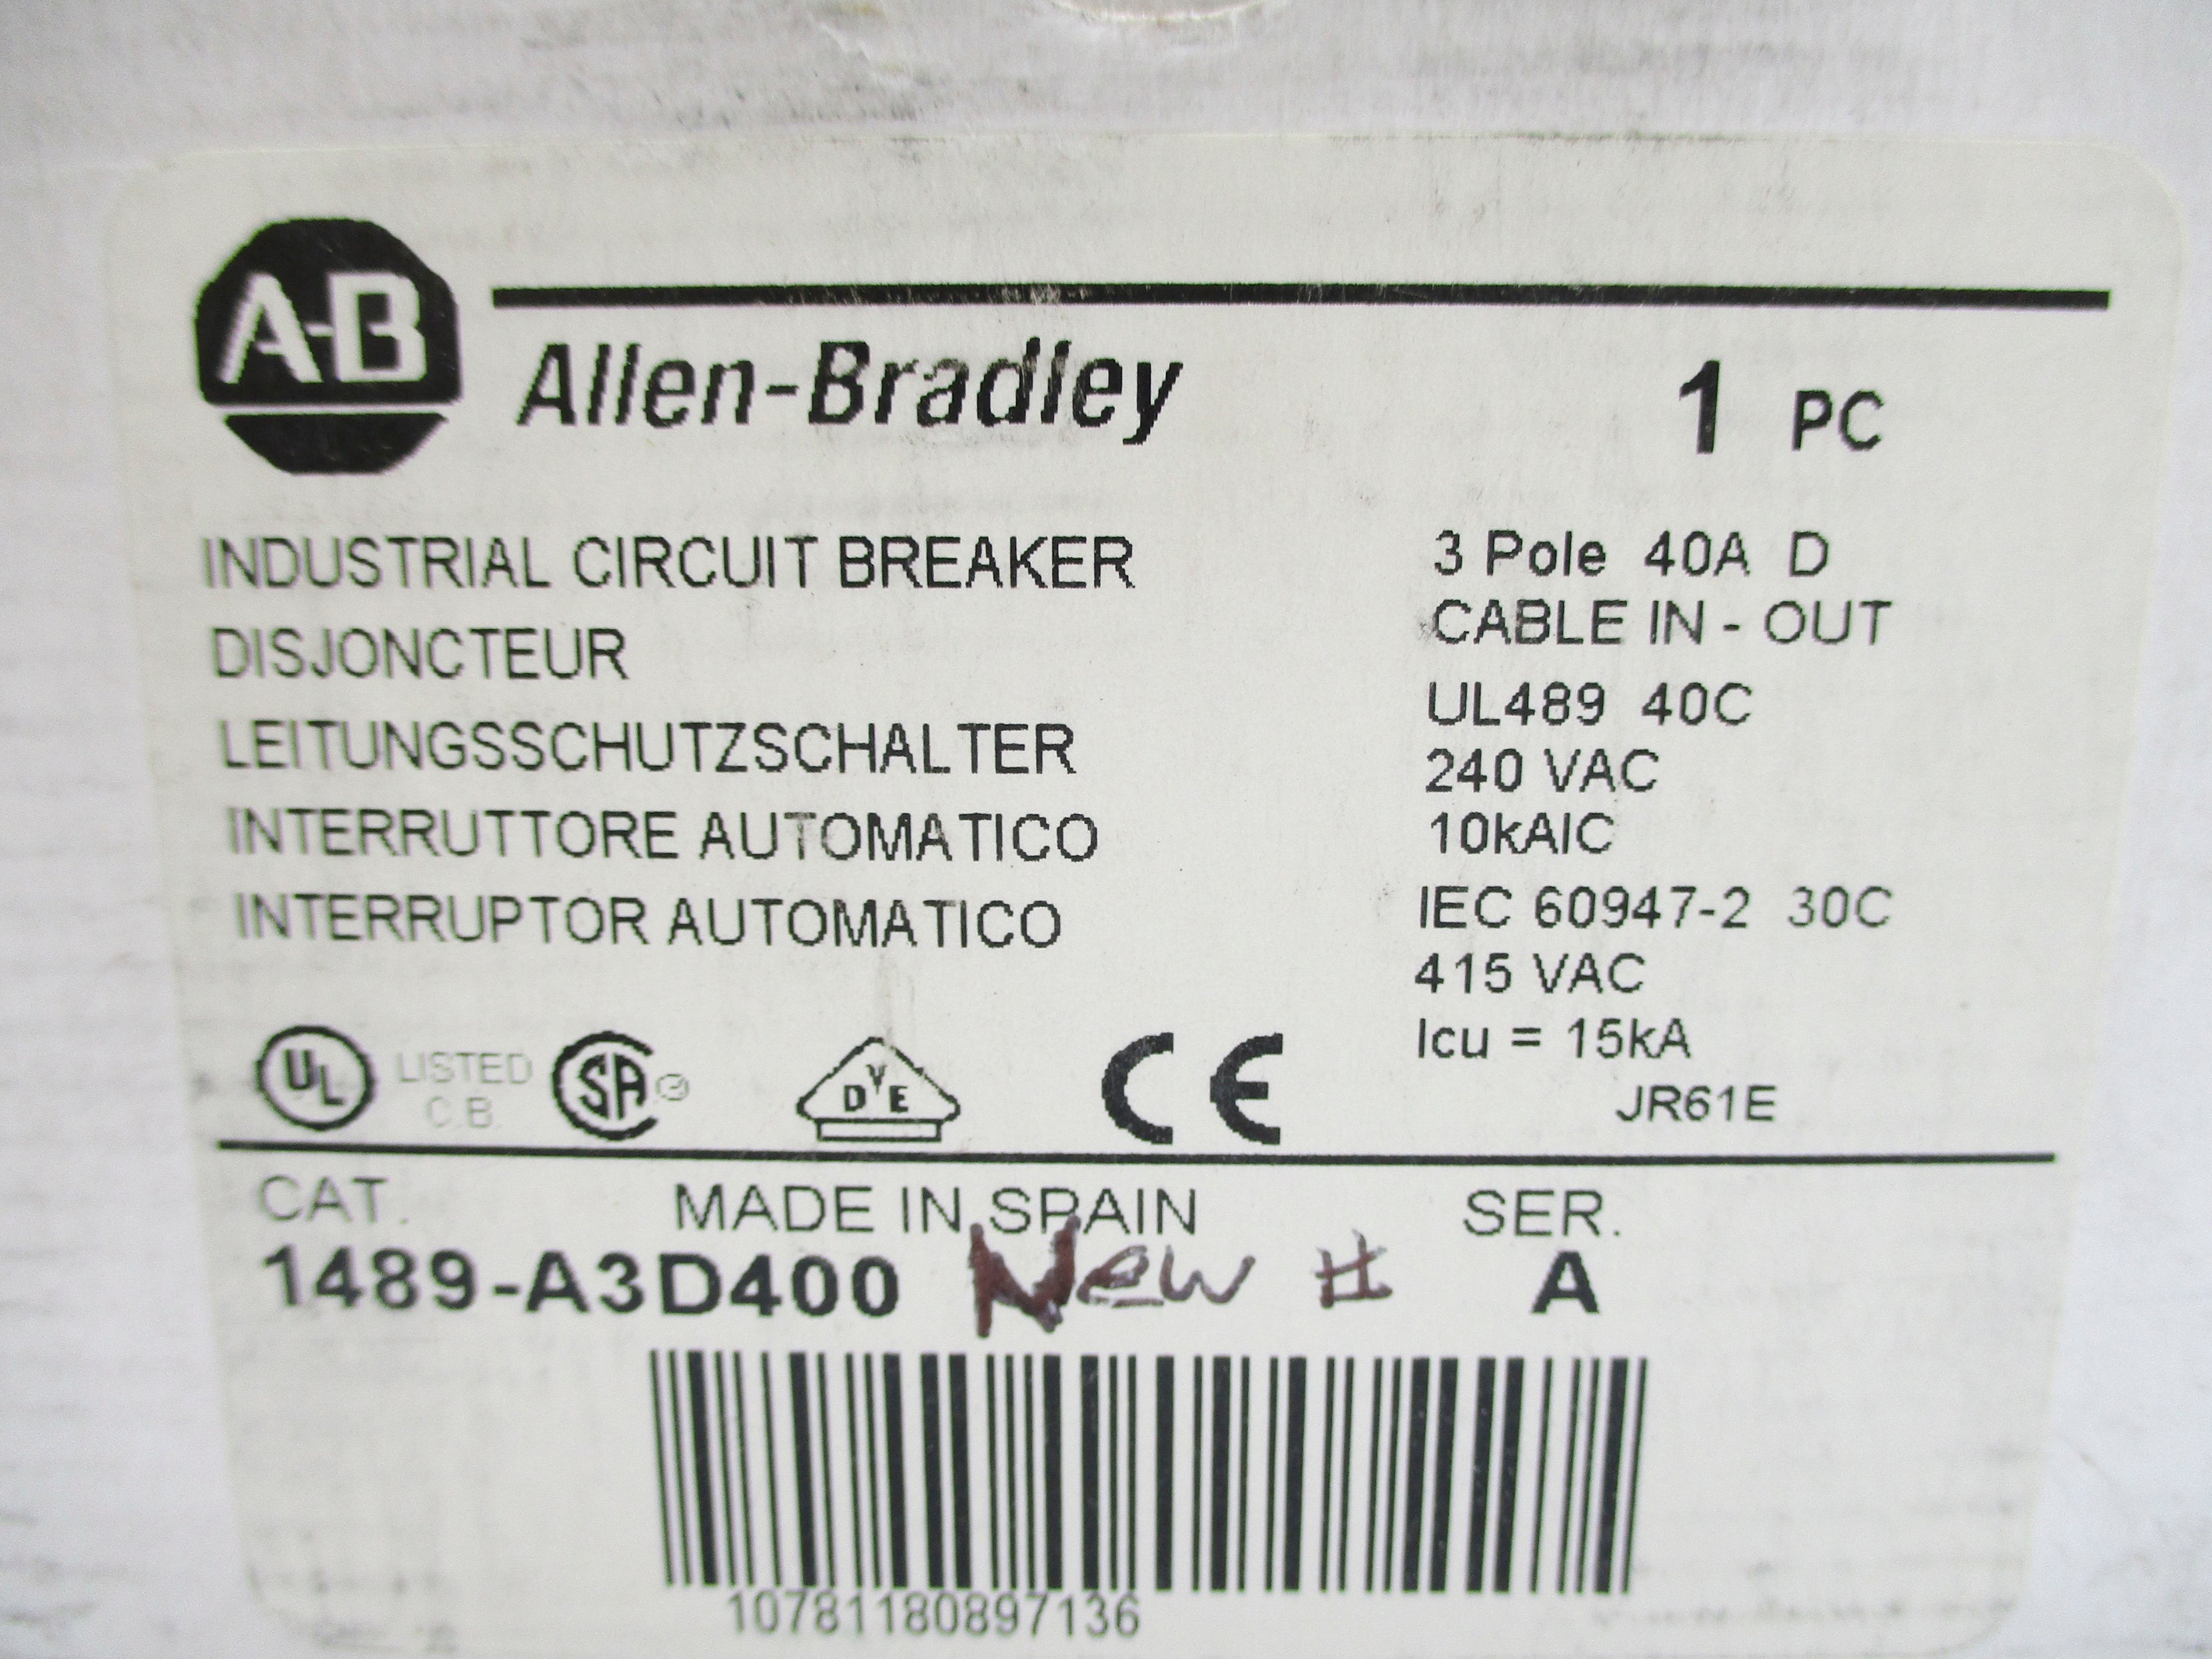 A-B
Allen-Bradley
1 PC
INDUSTRIAL CIRCUIT BREAKER
DISJONCTEUR
LEITUNGSSCHUTZSCHALTER
INTERRUTTORE AUTOMATICO
INTERRUPTOR AUTOMATICO
3 Pole 40A D
CABLE IN - OUT
UL489 40C
240 VAC
10kAIC
IEC 60947-2 30C
415 VAC
Icu = 15kA
JR61E
UL LISTED
C.B.
SA
DVE
CE
CAT. MADE IN SPAIN SER.
1489-A3D400 New # A
10781180897136